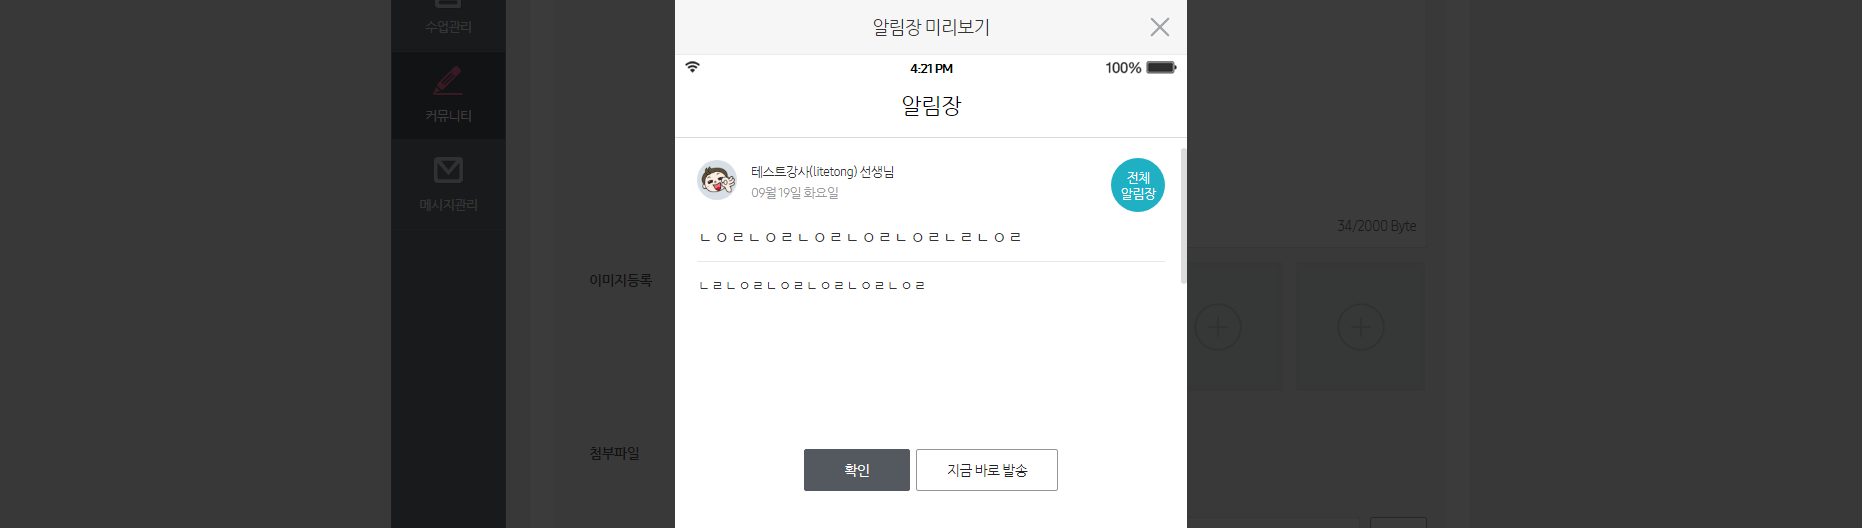 수업관리
커뮤니티
메시지관리
알림장 미리보기
4:21 PM
100%
알림장
테스트강사(litetong) 선생님
09월 19일 화요일
전체
알림장
ㄴㅇㄹㄴㅇㄹㄴㅇㄹㄴㅇㄹㄴㅇㄹㄴㄹㄴㅇㄹ
ㄴㄹㄴㅇㄹㄴㅇㄹㄴㅇㄹㄴㅇㄹㄴㅇㄹ
확인
지금 바로 발송
34/2000 Byte
이미지등록
첨부파일